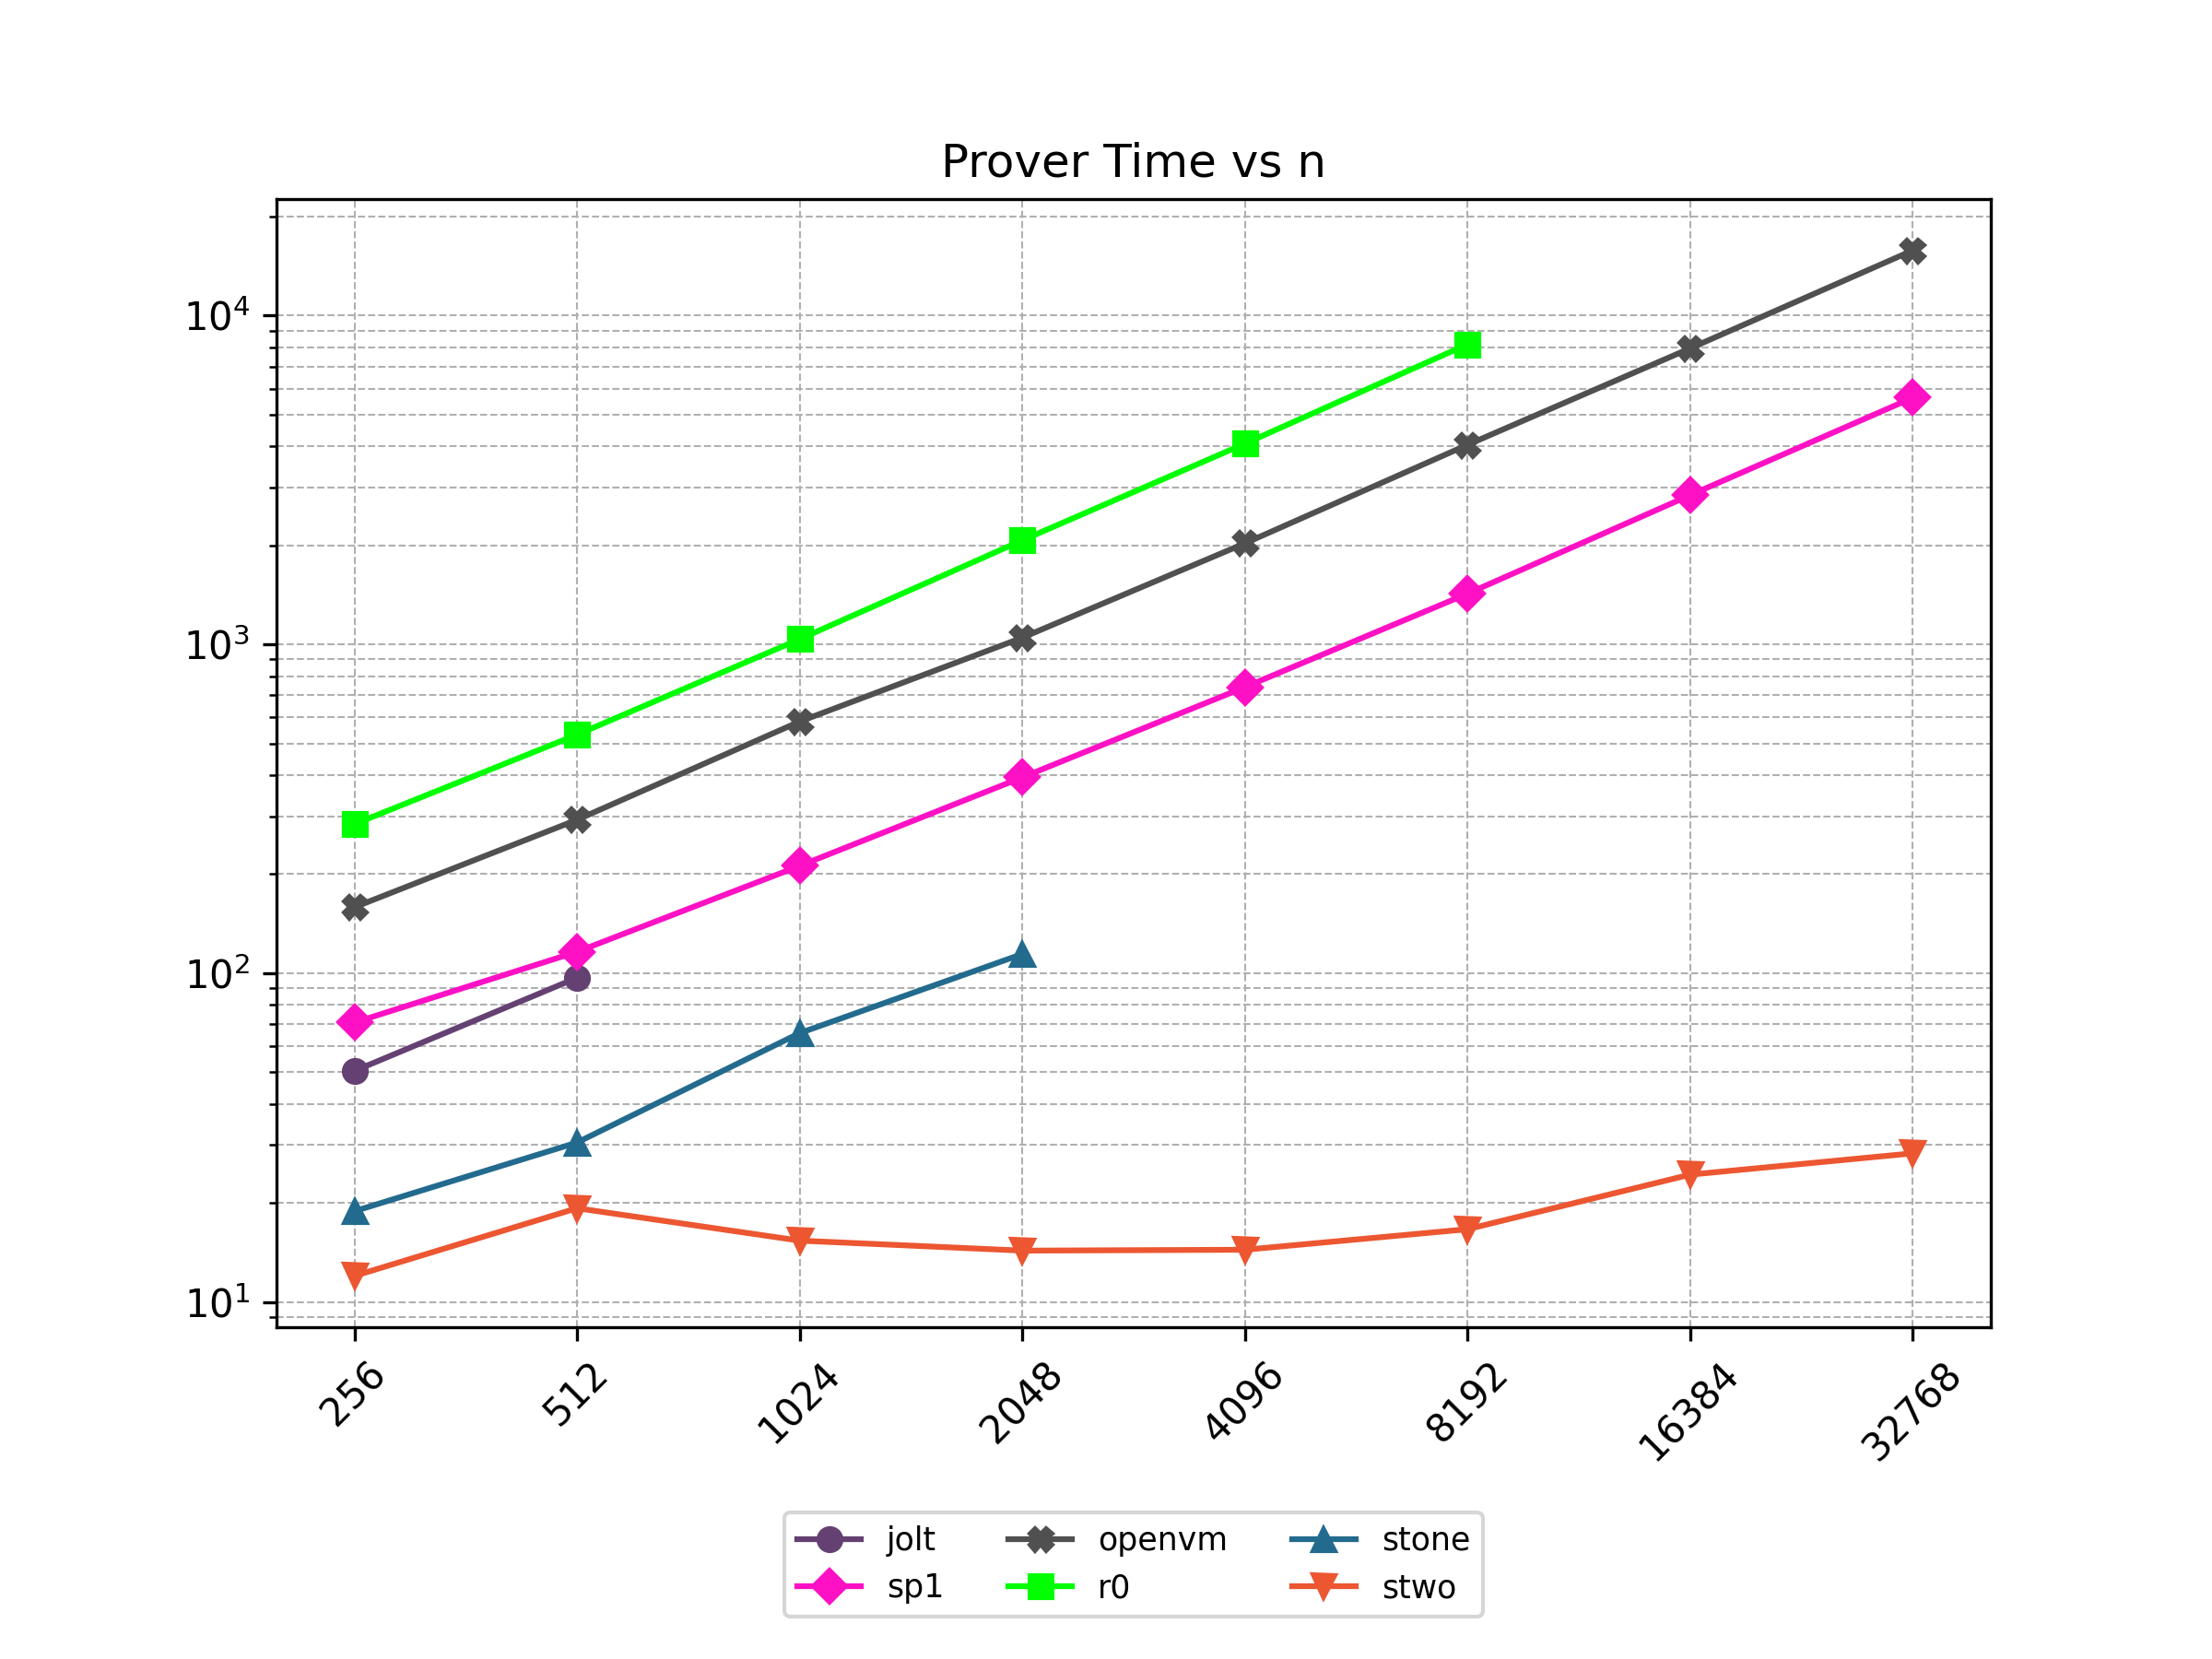 Prover Time vs n
10⁴
10³
10²
10¹
256 512 1024 2048 4096 8192 16384 32768
jolt openvm stone
sp1 r0 stwo